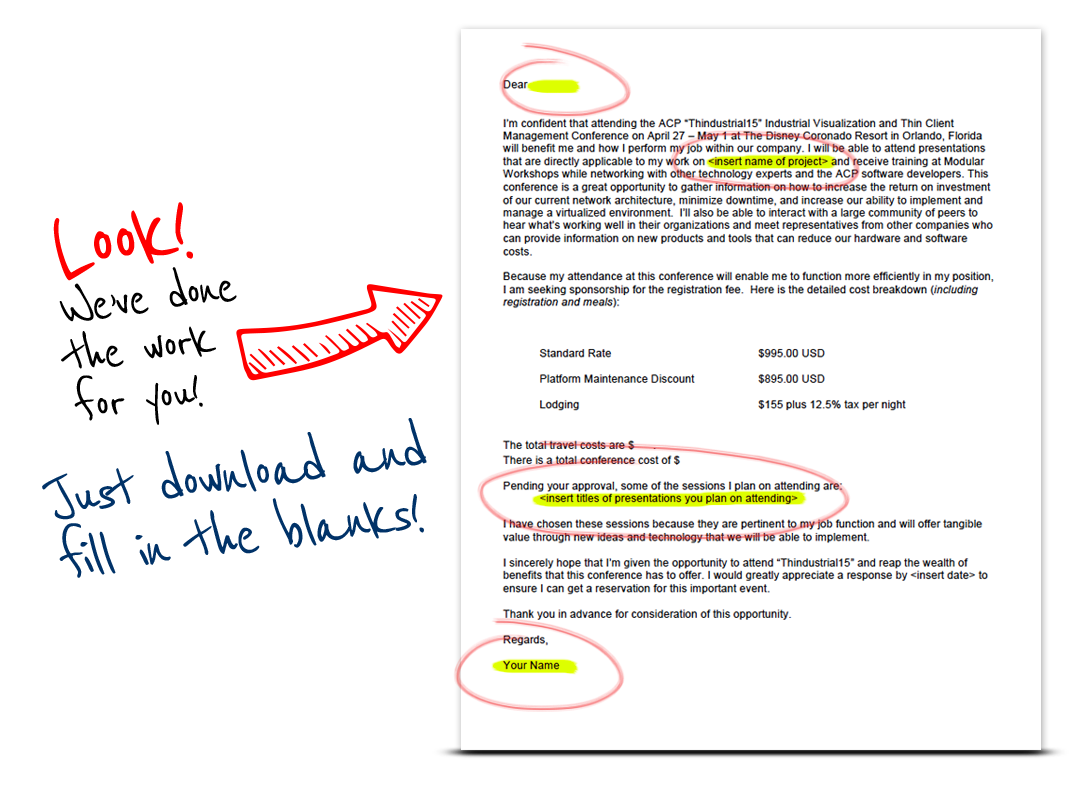 Look!
We've done
the work
for you!
Just download and
fill in the blanks!
Dear
I'm confident that attending the ACP "Thindustrial15" Industrial Visualization and Thin Client
Management Conference on April 27 – May 1 at The Disney Coronado Resort in Orlando, Florida
will benefit me and how I perform my job within our company. I will be able to attend presentations
that are directly applicable to my work on <insert name of project> and receive training at Modular
Workshops while networking with other technology experts and the ACP software developers. This
conference is a great opportunity to gather information on how to increase the return on investment
of our current network architecture, minimize downtime, and increase our ability to implement and
manage a virtualized environment. I'll also be able to interact with a large community of peers to
hear what's working well in their organizations and meet representatives from other companies who
can provide information on new products and tools that can reduce our hardware and software
costs.
Because my attendance at this conference will enable me to function more efficiently in my position,
I am seeking sponsorship for the registration fee. Here is the detailed cost breakdown (including
registration and meals):
Standard Rate $995.00 USD
Platform Maintenance Discount $895.00 USD
Lodging $155 plus 12.5% tax per night
The total travel costs are $
There is a total conference cost of $
Pending your approval, some of the sessions I plan on attending are:
<insert titles of presentations you plan on attending>
I have chosen these sessions because they are pertinent to my job function and will offer tangible
value through new ideas and technology that we will be able to implement.
I sincerely hope that I'm given the opportunity to attend "Thindustrial15" and reap the wealth of
benefits that this conference has to offer. I would greatly appreciate a response by <insert date> to
ensure I can get a reservation for this important event.
Thank you in advance for consideration of this opportunity.
Regards,
Your Name